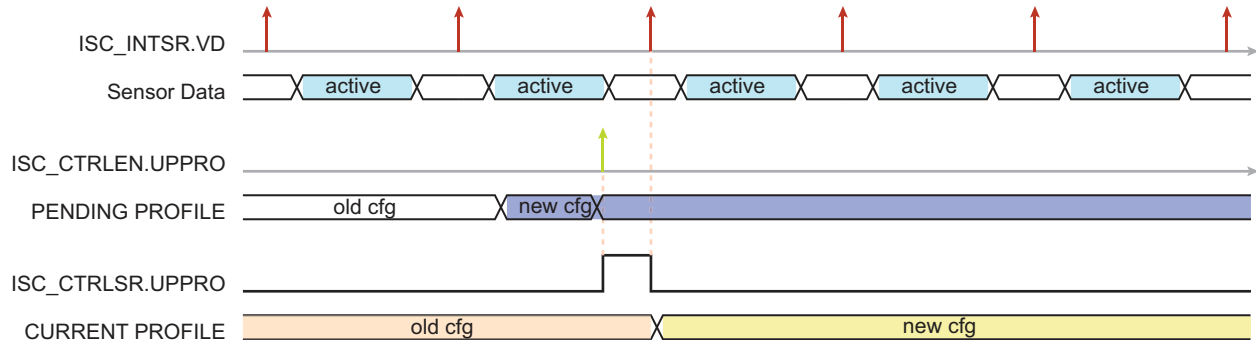 ISC_INTSR.VD
Sensor Data active active active active active
ISC_CTRLEN.UPPRO
PENDING PROFILE old cfg new cfg
ISC_CTRLSR.UPPRO
CURRENT PROFILE old cfg new cfg